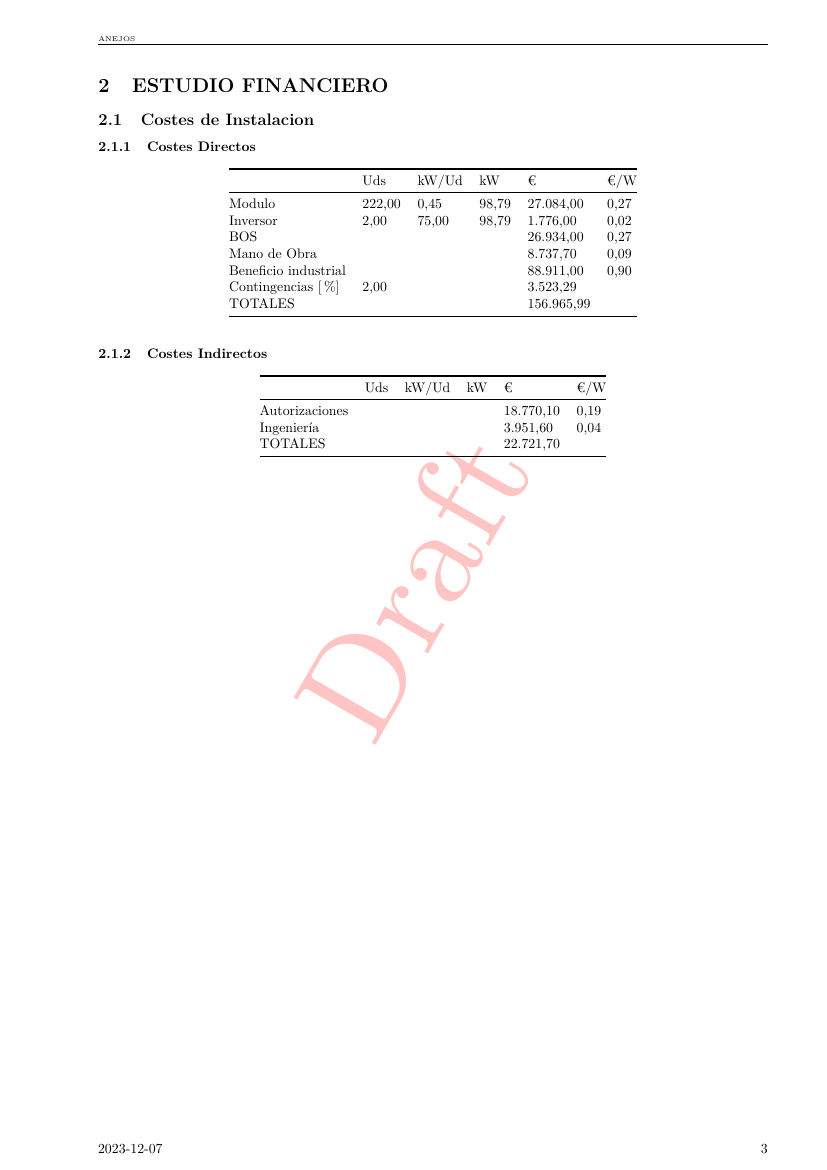 ANEJOS
2 ESTUDIO FINANCIERO
2.1 Costes de Instalacion
2.1.1 Costes Directos
Uds kW/Ud kW € €/W
Modulo 222,00 0,45 98,79 27.084,00 0,27
Inversor 2,00 75,00 98,79 1.776,00 0,02
BOS 26.934,00 0,27
Mano de Obra 8.737,70 0,09
Beneficio industrial 88.911,00 0,90
Contingencias [ %] 2,00 3.523,29
TOTALES 156.965,99
2.1.2 Costes Indirectos
Uds kW/Ud kW € €/W
Autorizaciones 18.770,10 0,19
Ingeniería 3.951,60 0,04
TOTALES 22.721,70
Draft
2023-12-07 3